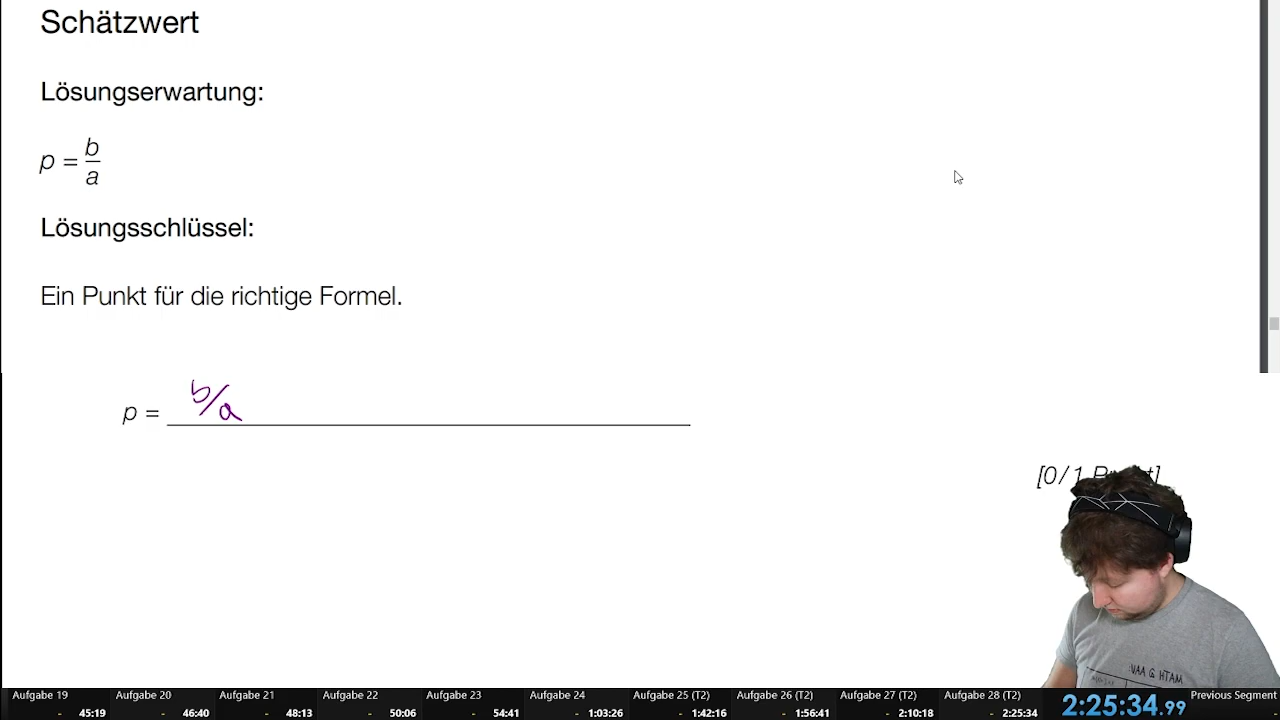 Schätzwert
Lösungserwartung:
p = b/a
Lösungsschlüssel:
Ein Punkt für die richtige Formel.
p = b/a
[0/1
Aufgabe 19 Aufgabe 20 Aufgabe 21 Aufgabe 22 Aufgabe 23 Aufgabe 24 Aufgabe 25 (T2) Aufgabe 26 (T2) Aufgabe 27 (T2) Aufgabe 28 (T2) 2:25:34.99 Previous Segment
- 45:19 - 46:40 - 48:13 - 50:06 - 54:41 - 1:03:26 - 1:42:16 - 1:56:41 - 2:10:18 - 2:25:34 -